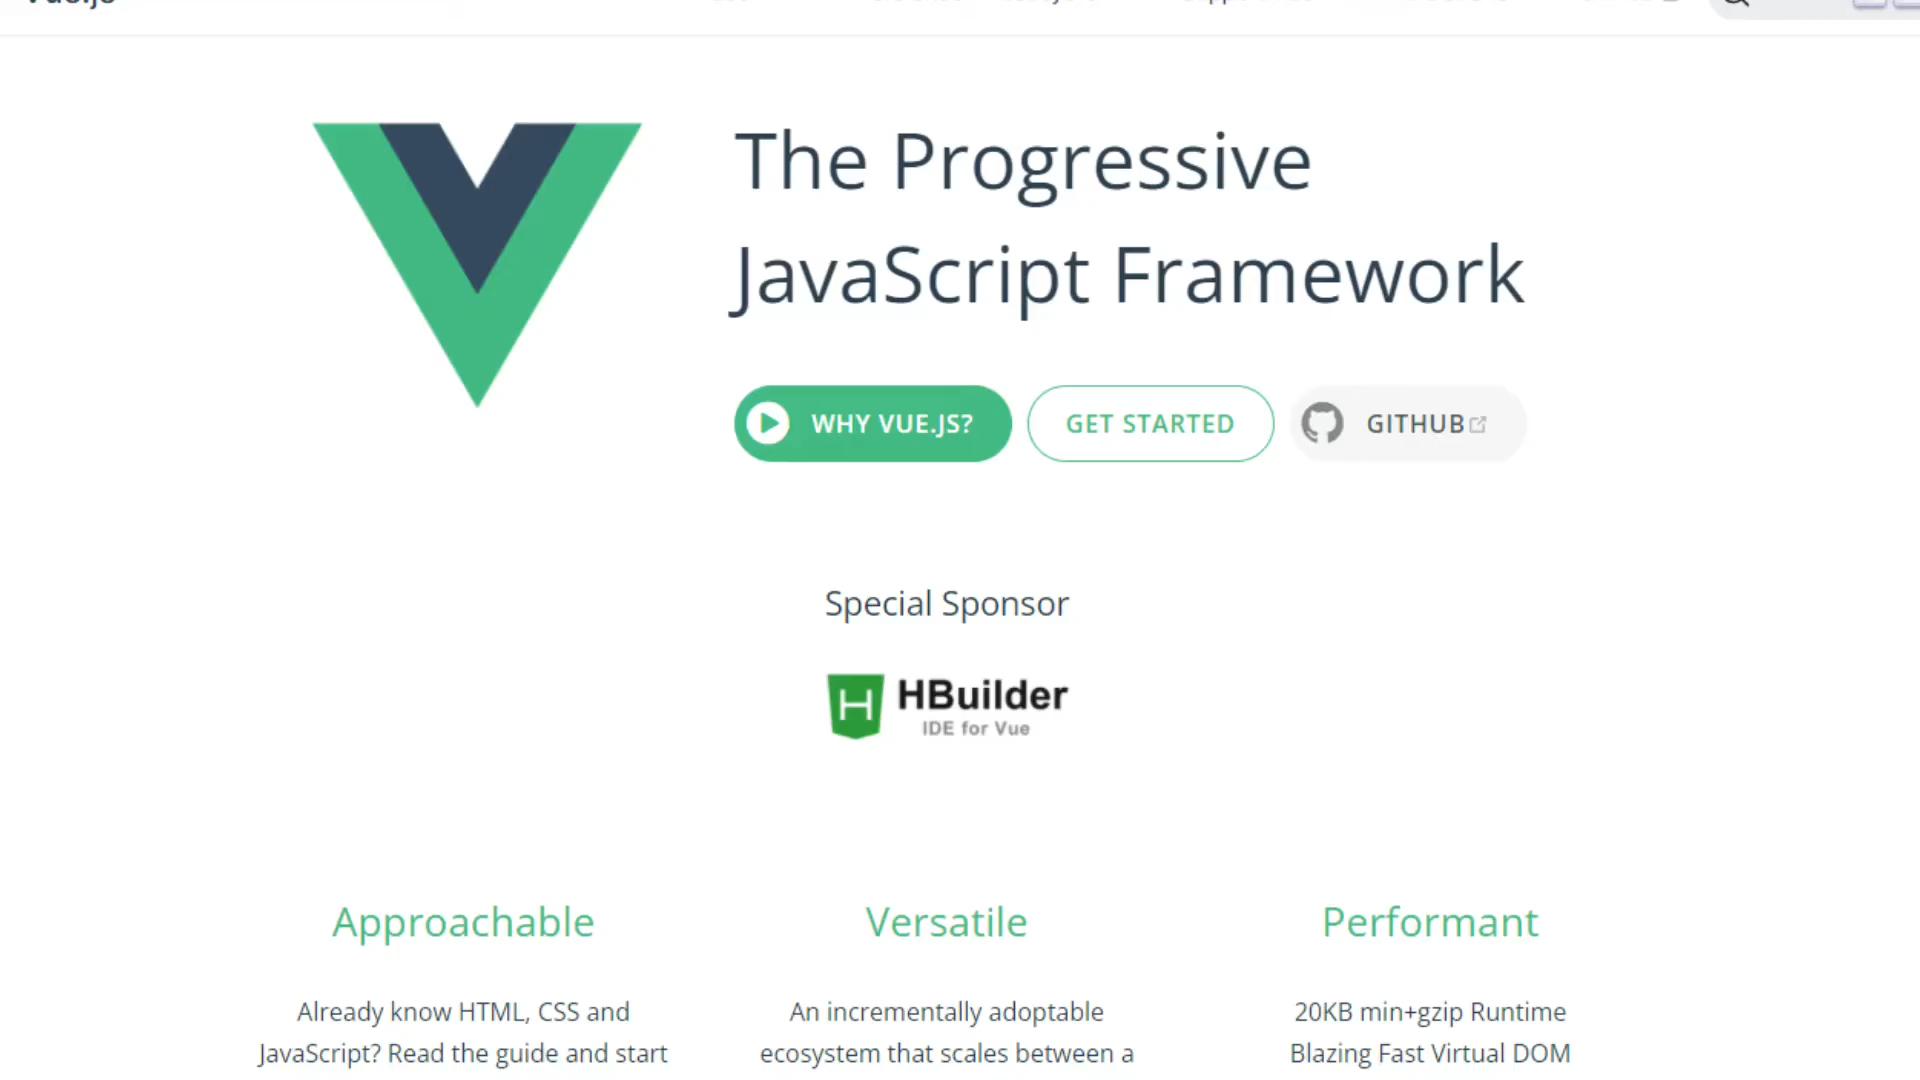 The Progressive
JavaScript Framework
WHY VUE.JS?
GET STARTED
GITHUB
Special Sponsor
HBuilder
IDE for Vue
Approachable
Versatile
Performant
Already know HTML, CSS and
JavaScript? Read the guide and start
An incrementally adoptable
ecosystem that scales between a
20KB min+gzip Runtime
Blazing Fast Virtual DOM